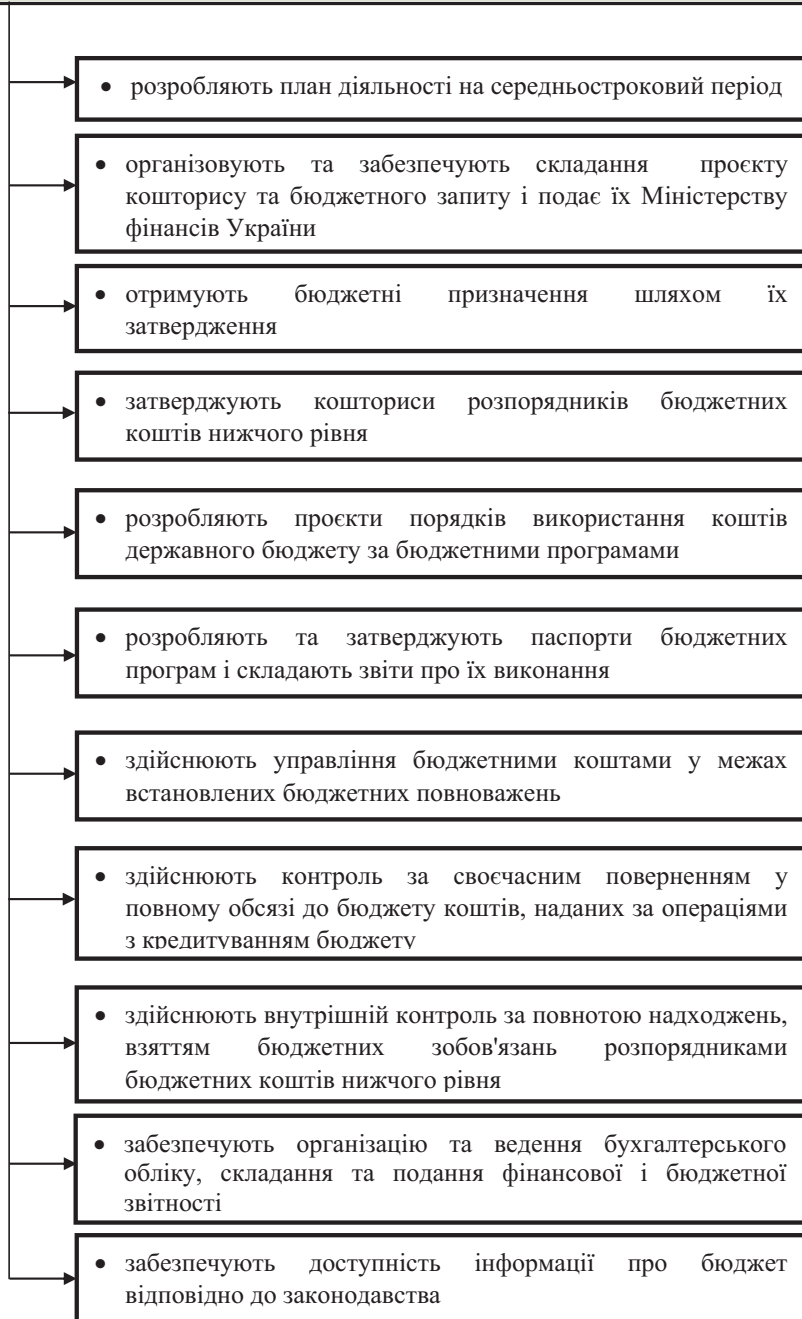 • розробляють план діяльності на середньостроковий період
• організовують та забезпечують складання проєкту
кошторису та бюджетного запиту і подає їх Міністерству
фінансів України
• отримують бюджетні призначення шляхом їх
затвердження
• затверджують кошториси розпорядників бюджетних
коштів нижчого рівня
• розробляють проєкти порядків використання коштів
державного бюджету за бюджетними програмами
• розробляють та затверджують паспорти бюджетних
програм і складають звіти про їх виконання
• здійснюють управління бюджетними коштами у межах
встановлених бюджетних повноважень
• здійснюють контроль за своєчасним поверненням у
повному обсязі до бюджету коштів, наданих за операціями
з кредитуванням бюджету
• здійснюють внутрішній контроль за повнотою надходжень,
взяттям бюджетних зобов'язань розпорядниками
бюджетних коштів нижчого рівня
• забезпечують організацію та ведення бухгалтерського
обліку, складання та подання фінансової і бюджетної
звітності
• забезпечують доступність інформації про бюджет
відповідно до законодавства